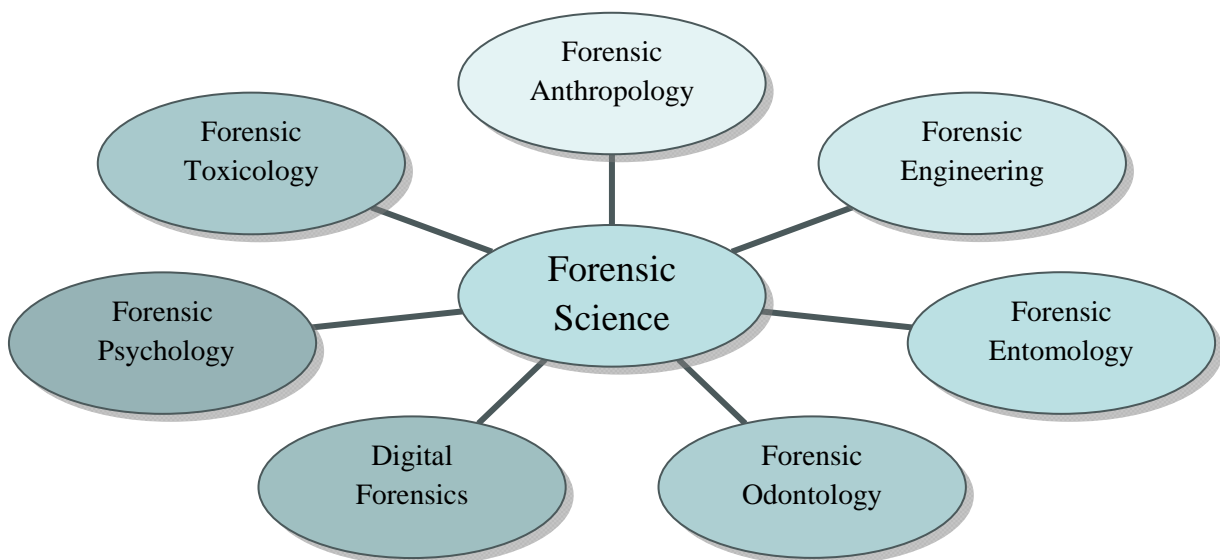 Forensic
Anthropology
Forensic
Toxicology
Forensic
Engineering
Forensic
Science
Forensic
Psychology
Forensic
Entomology
Digital
Forensics
Forensic
Odontology